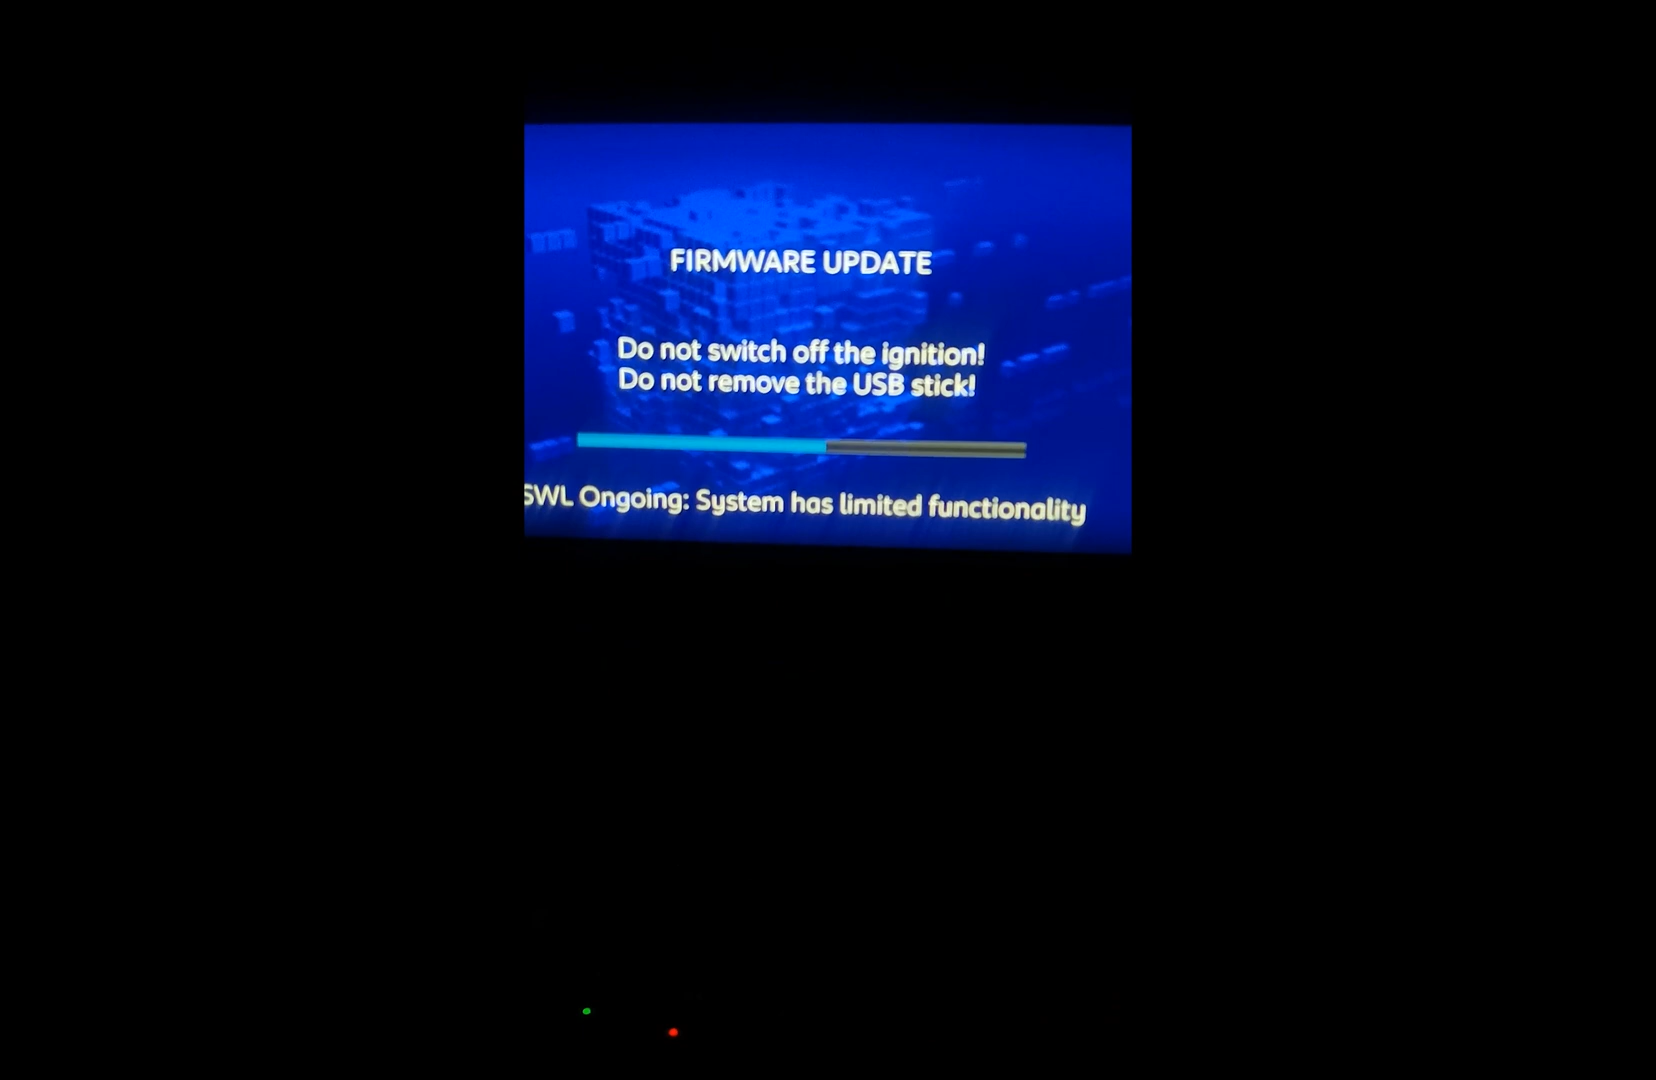 FIRMWARE UPDATE
Do not switch off the ignition!
Do not remove the USB stick!
SWL Ongoing: System has limited functionality